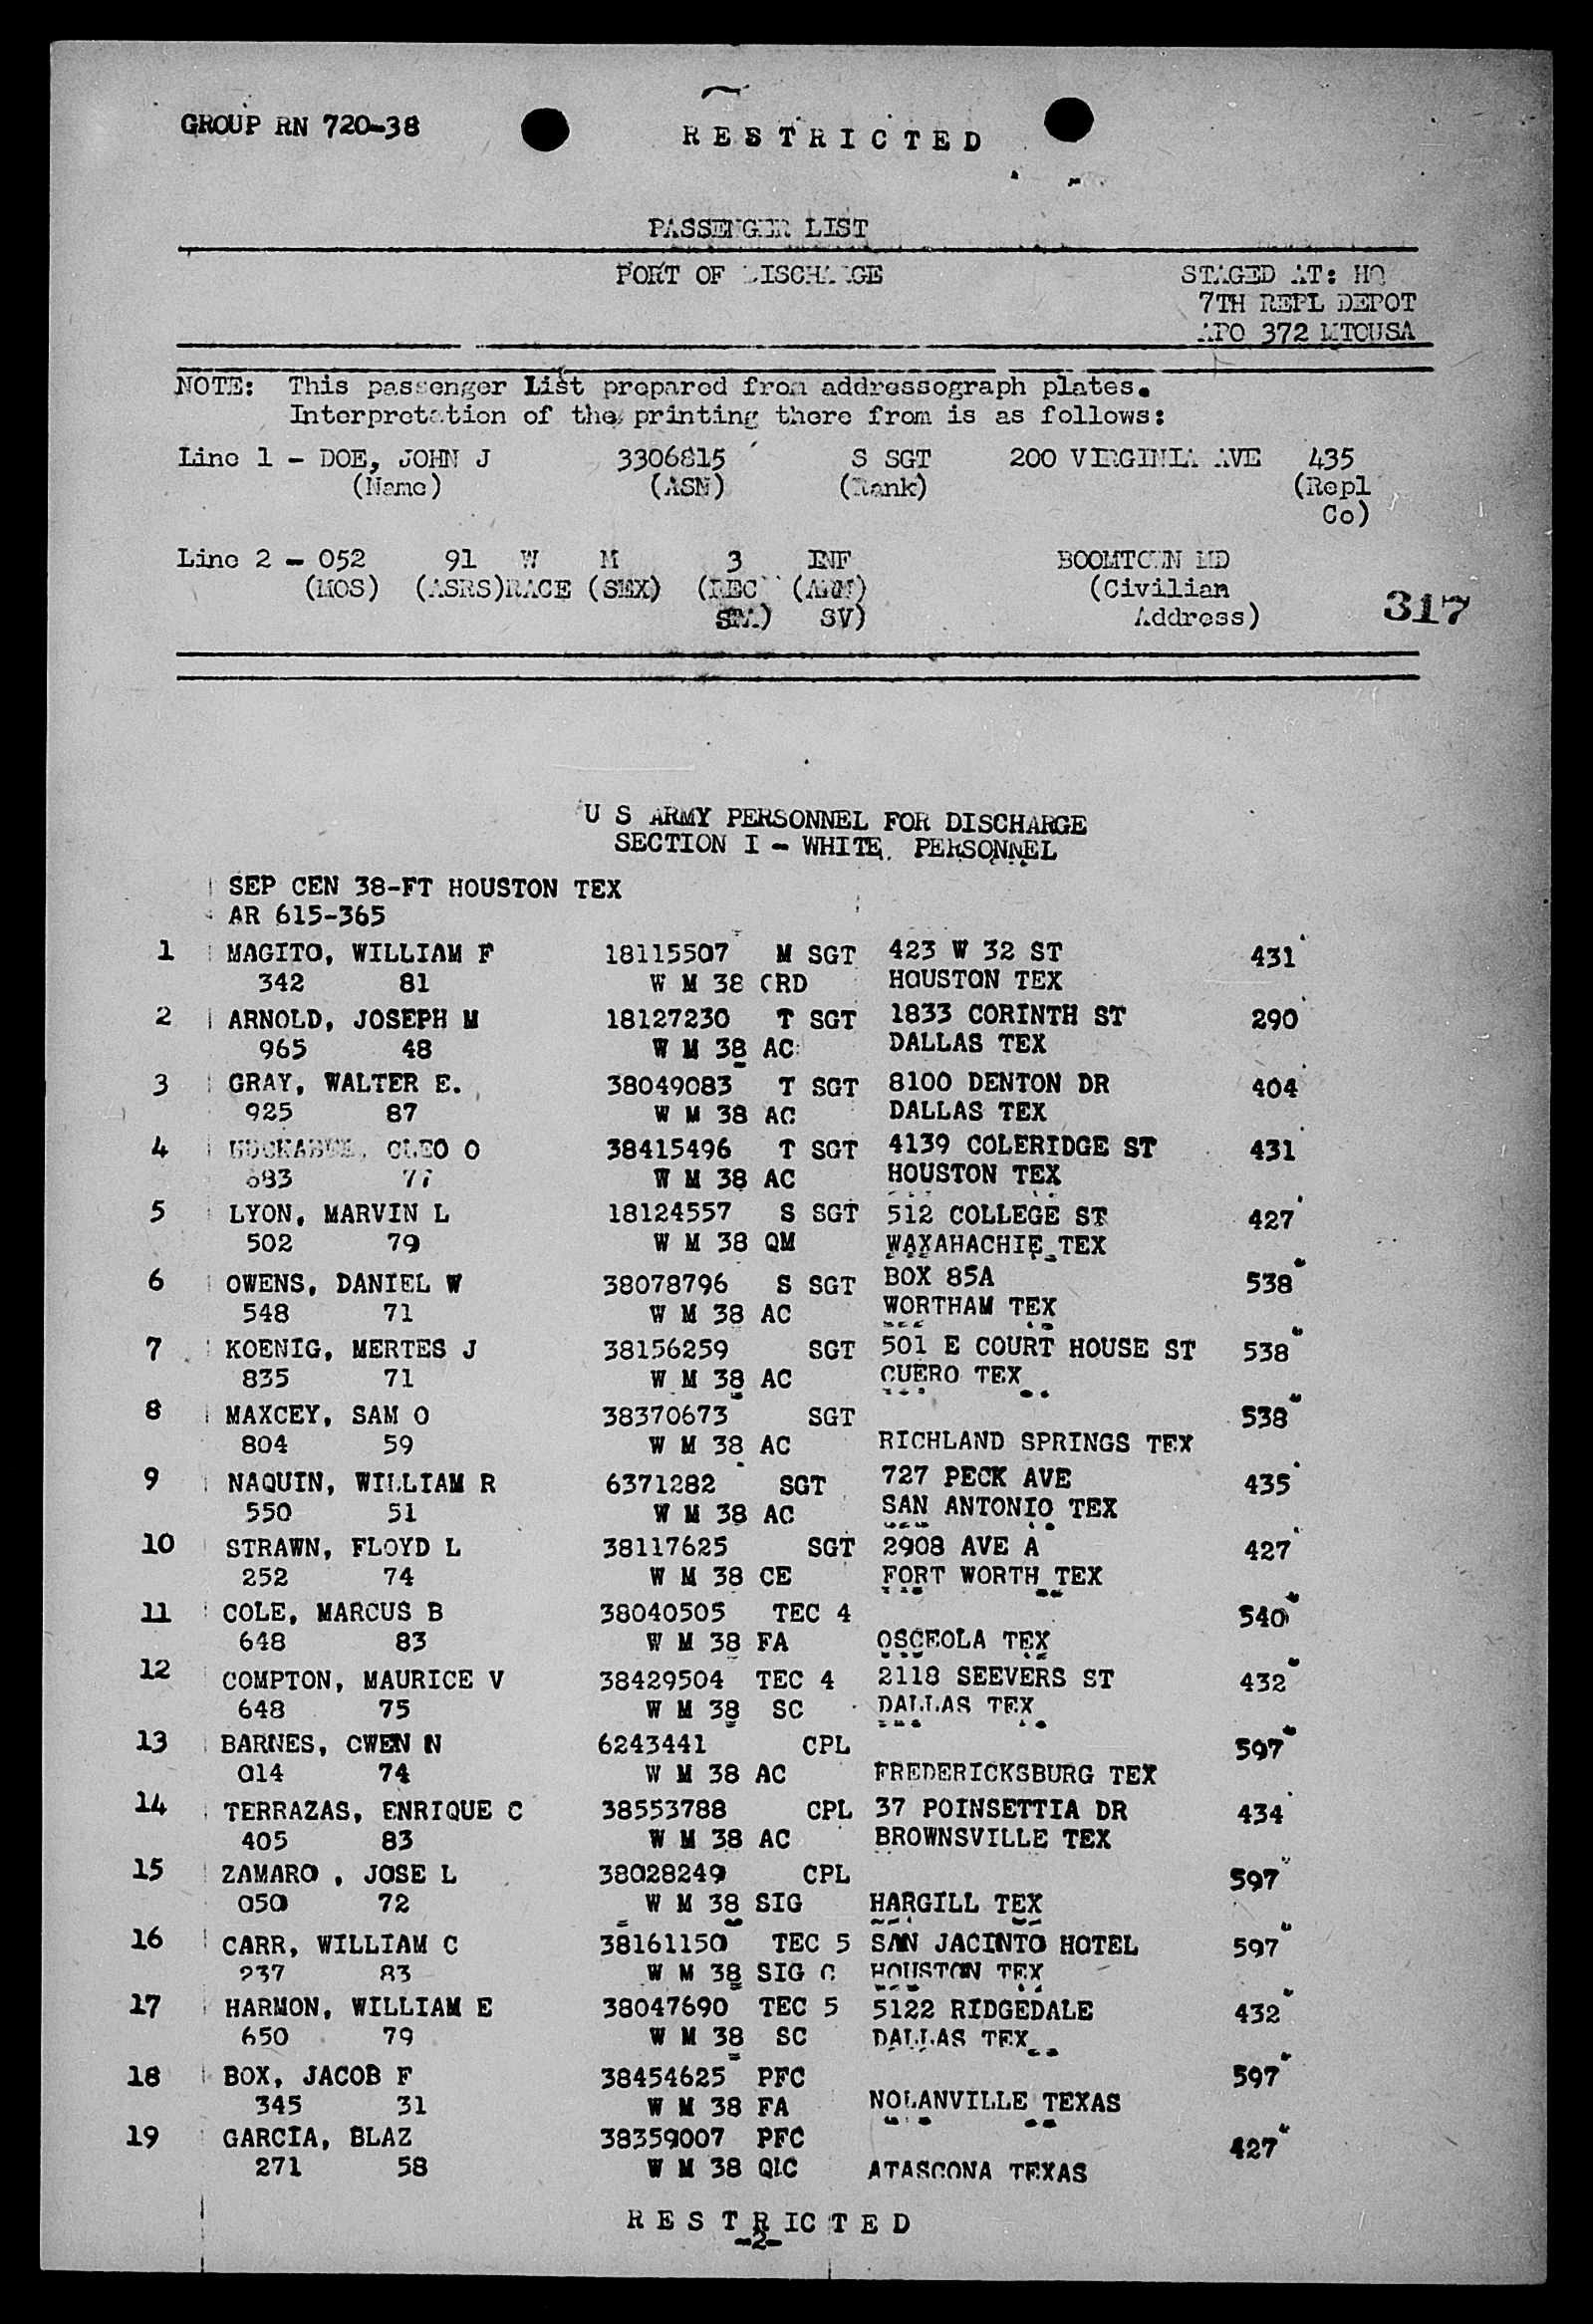 GROUP RN 720-38
RESTRICTED
PASSENGER LIST
PORT OF DISCHARGE STAGED AT: HQ
7TH REPL DEPOT
APO 372 MTOUSA
NOTE: This passenger List prepared from addressograph plates.
Interpretation of the printing there from is as follows:
Line 1 - DOE, JOHN J 3306815 S SGT 200 VIRGINIA AVE 435
(Name) (ASN) (Rank) (Repl
Co)
Line 2 - 052 91 W M 3 INF BOOMTOWN MD
(MOS) (ASRS)RACE (SEX) (REC (ARM) (Civilian
STA) SV) Address)
317
U S ARMY PERSONNEL FOR DISCHARGE
SECTION I - WHITE PERSONNEL
SEP CEN 38-FT HOUSTON TEX
AR 615-365
1 MAGITO, WILLIAM F 18115507 M SGT 423 W 32 ST 431
342 81 W M 38 CRD HOUSTON TEX
2 ARNOLD, JOSEPH M 18127230 T SGT 1833 CORINTH ST 290
965 48 W M 38 AC DALLAS TEX
3 GRAY, WALTER E. 38049083 T SGT 8100 DENTON DR 404
925 87 W M 38 AC DALLAS TEX
4 CLEO O 38415496 T SGT 4139 COLERIDGE ST 431
683 77 W M 38 AC HOUSTON TEX
5 LYON, MARVIN L 18124557 S SGT 512 COLLEGE ST 427
502 79 W M 38 QM WAXAHACHIE TEX
6 OWENS, DANIEL W 38078796 S SGT BOX 85A 538
548 71 W M 38 AC WORTHAM TEX
7 KOENIG, MERTES J 38156259 SGT 501 E COURT HOUSE ST 538
835 71 W M 38 AC CUERO TEX
8 MAXCEY, SAM O 38370673 SGT 538
804 59 W M 38 AC RICHLAND SPRINGS TEX
9 NAQUIN, WILLIAM R 6371282 SGT 727 PECK AVE 435
550 51 W M 38 AC SAN ANTONIO TEX
10 STRAWN, FLOYD L 38117625 SGT 2908 AVE A 427
252 74 W M 38 CE FORT WORTH TEX
11 COLE, MARCUS B 38040505 TEC 4 540
648 83 W M 38 FA OSCEOLA TEX
12 COMPTON, MAURICE V 38429504 TEC 4 2118 SEEVERS ST 432
648 75 W M 38 SC DALLAS TEX
13 BARNES, OWEN N 6243441 CPL 597
014 74 W M 38 AC FREDERICKSBURG TEX
14 TERRAZAS, ENRIQUE C 38553788 CPL 37 POINSETTIA DR 434
405 83 W M 38 AC BROWNSVILLE TEX
15 ZAMARO , JOSE L 38028249 CPL 597
050 72 W M 38 SIG HARGILL TEX
16 CARR, WILLIAM C 38161150 TEC 5 SAN JACINTO HOTEL 597
237 83 W M 38 SIG C HOUSTON TEX
17 HARMON, WILLIAM E 38047690 TEC 5 5122 RIDGEDALE 432
650 79 W M 38 SC DALLAS TEX
18 BOX, JACOB F 38454625 PFC 597
345 31 W M 38 FA NOLANVILLE TEXAS
19 GARCIA, BLAZ 38359007 PFC 427
271 58 W M 38 QMC ATASCONA TEXAS
RESTRICTED
-2-